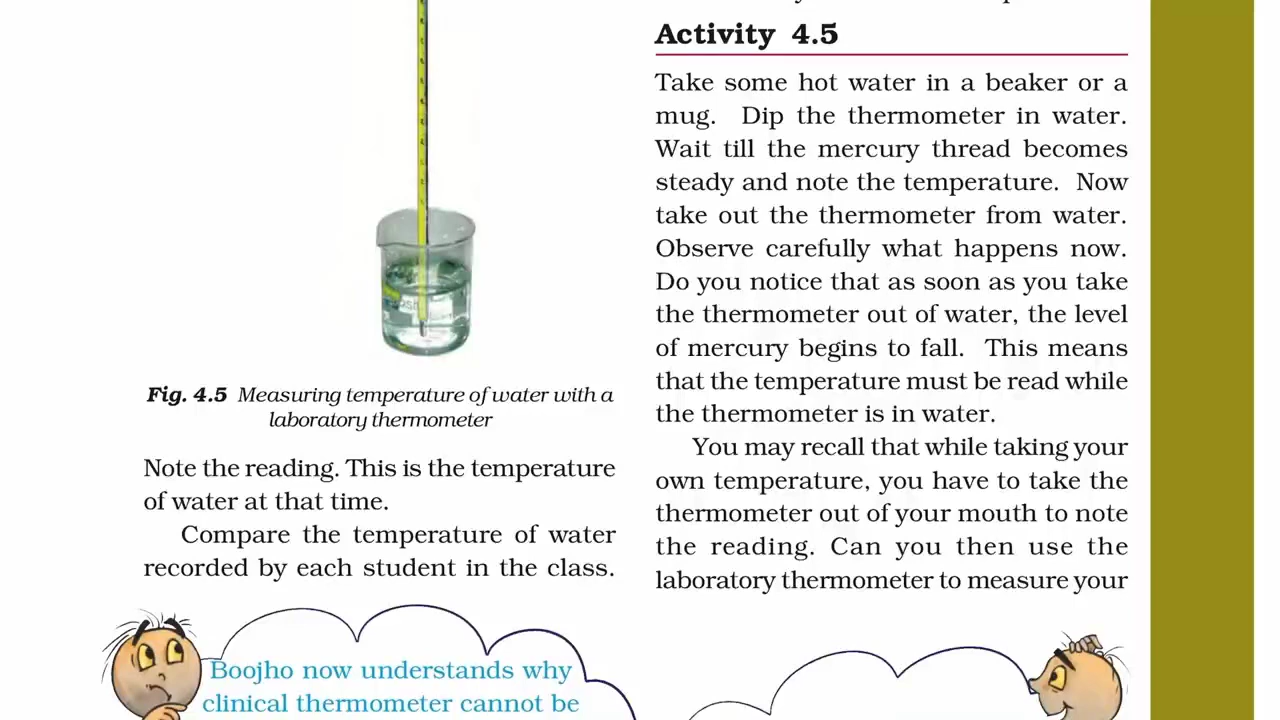 Fig. 4.5 Measuring temperature of water with a
laboratory thermometer
Note the reading. This is the temperature
of water at that time.
Compare the temperature of water
recorded by each student in the class.
Boojho now understands why
clinical thermometer cannot be
Activity 4.5
Take some hot water in a beaker or a
mug. Dip the thermometer in water.
Wait till the mercury thread becomes
steady and note the temperature. Now
take out the thermometer from water.
Observe carefully what happens now.
Do you notice that as soon as you take
the thermometer out of water, the level
of mercury begins to fall. This means
that the temperature must be read while
the thermometer is in water.
You may recall that while taking your
own temperature, you have to take the
thermometer out of your mouth to note
the reading. Can you then use the
laboratory thermometer to measure your